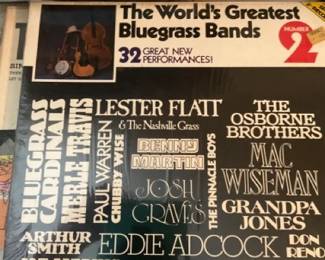 The World's Greatest
Bluegrass Bands
NUMBER
2
32 GREAT NEW
PERFORMANCES!
BLUEGRASS
CARDINALS
MERLE TRAVIS
LESTER FLATT
& The Nashville Grass
PAUL WARREN
CHUBBY WISE
BENNY
MARTIN
JOSH
GRAVES
THE PINNACLE BOYS
THE
OSBORNE
BROTHERS
MAC
WISEMAN
GRANDPA
JONES
ARTHUR
SMITH
EDDIE ADCOCK
DON
RENO